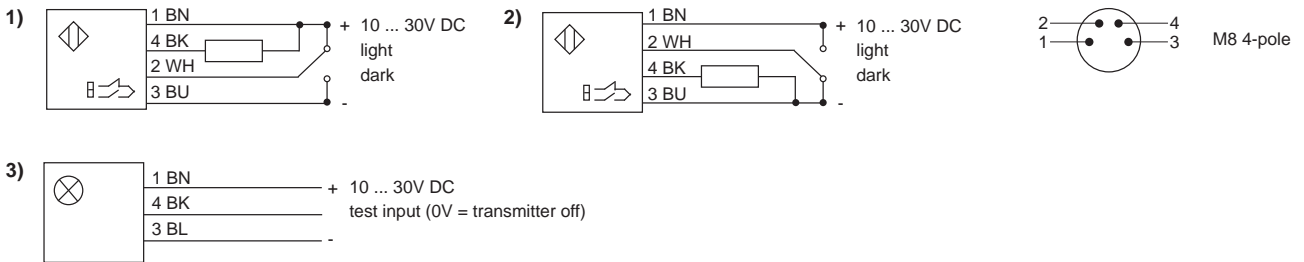 1)
1 BN
+ 10 ... 30V DC
4 BK
light
2 WH
dark
3 BU
-
2)
1 BN
+ 10 ... 30V DC
2 WH
light
4 BK
dark
3 BU
-
2 4
1 3
M8 4-pole
3)
1 BN
+ 10 ... 30V DC
4 BK
test input (0V = transmitter off)
3 BL
-